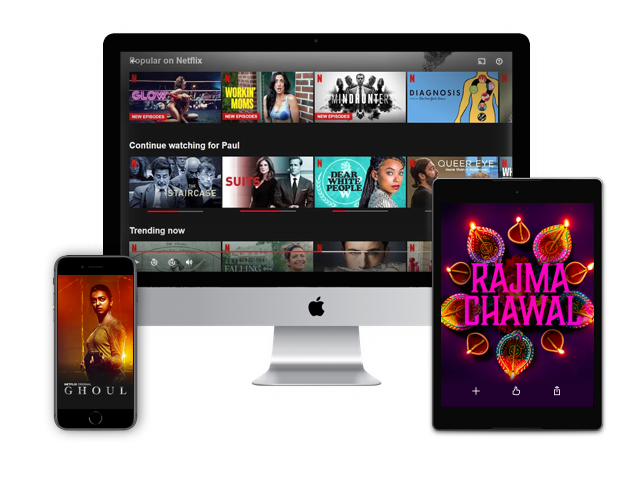 Popular on Netflix
N
GLOW
NEW EPISODES
N
WORKIN'
MOMS
NEW EPISODES
N
MINDHUNTER
NEW EPISODES
N
DIAGNOSIS
N
Continue watching for Paul
N
THE
STAIRCASE
N
SUITS
N
DEAR
WHITE
PEOPLE
N
QUEER EYE
Trending now
N
N
FALLING
N
N
RAJMA
CHAWAL
NETFLIX ORIGINAL
GHOUL